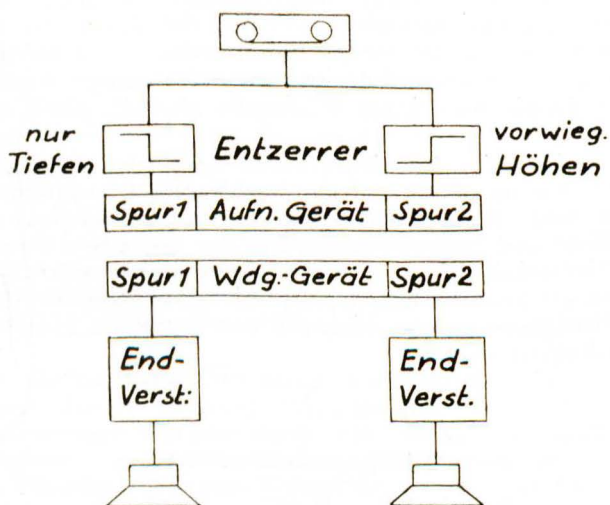 nur
Tiefen
Entzerrer
vorwieg.
Höhen
Spur1 Aufn. Gerät Spur2
Spur1 Wdg.-Gerät Spur2
End-
Verst:
End-
Verst.